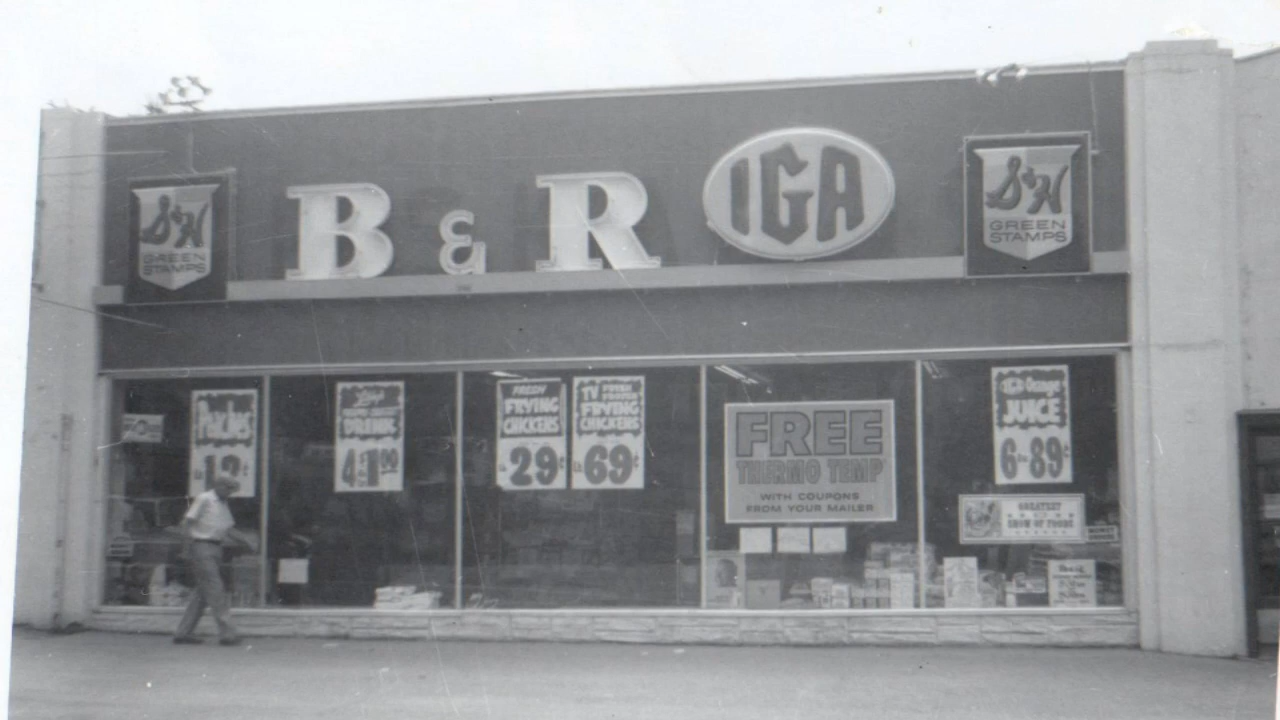 S&H
GREEN
STAMPS
B & R
IGA
S&H
GREEN
STAMPS
Peaches
12¢
DRINK
4 $1.00
FRESH
FRYING
CHICKENS
29¢
FRYING
CHICKENS
69¢
FREE
THERMO TEMP
WITH COUPONS
FROM YOUR MAILER
Orange
JUICE
6 89¢
GREATEST
SHOW OF FOODS